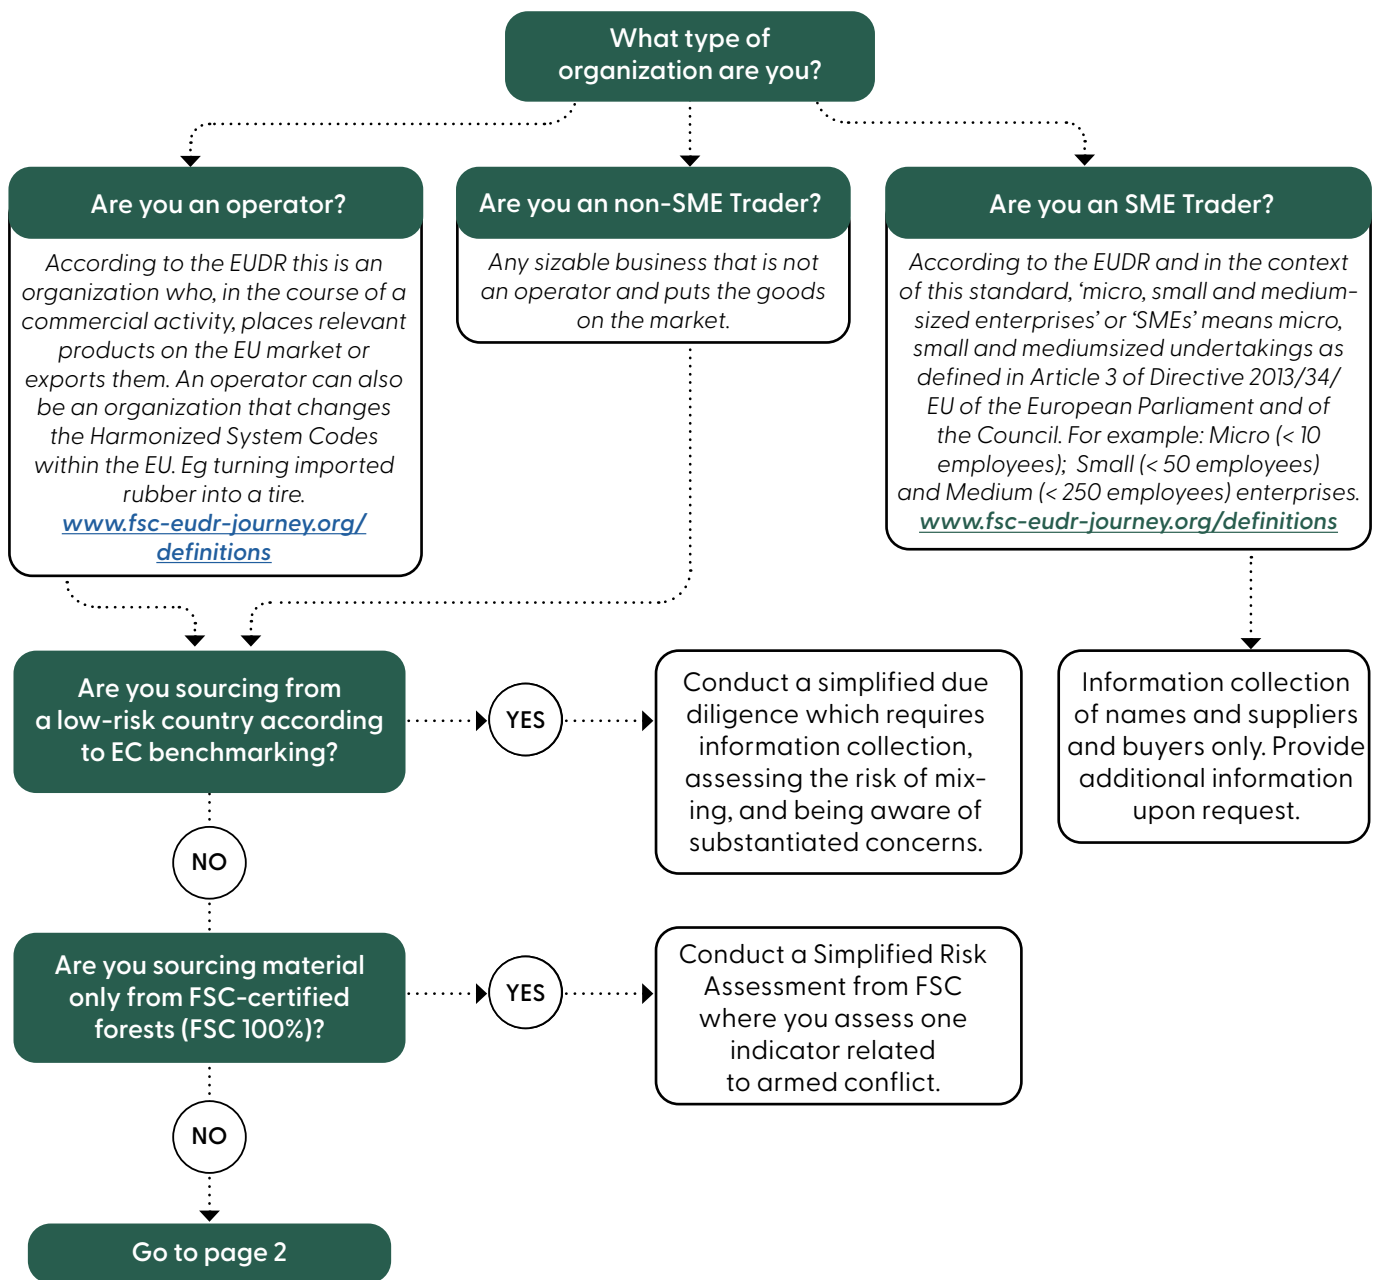 What type of
organization are you?
Are you an operator?
According to the EUDR this is an
organization who, in the course of a
commercial activity, places relevant
products on the EU market or
exports them. An operator can also
be an organization that changes
the Harmonized System Codes
within the EU. Eg turning imported
rubber into a tire.
www.fsc-eudr-journey.org/
definitions
Are you an non-SME Trader?
Any sizable business that is not
an operator and puts the goods
on the market.
Are you an SME Trader?
According to the EUDR and in the context
of this standard, ‘micro, small and medium-
sized enterprises’ or ‘SMEs’ means micro,
small and mediumsized undertakings as
defined in Article 3 of Directive 2013/34/
EU of the European Parliament and of
the Council. For example: Micro (< 10
employees); Small (< 50 employees)
and Medium (< 250 employees) enterprises.
www.fsc-eudr-journey.org/definitions
Are you sourcing from
a low-risk country according
to EC benchmarking?
YES
Conduct a simplified due
diligence which requires
information collection,
assessing the risk of mix-
ing, and being aware of
substantiated concerns.
Information collection
of names and suppliers
and buyers only. Provide
additional information
upon request.
NO
Are you sourcing material
only from FSC-certified
forests (FSC 100%)?
YES
Conduct a Simplified Risk
Assessment from FSC
where you assess one
indicator related
to armed conflict.
NO
Go to page 2